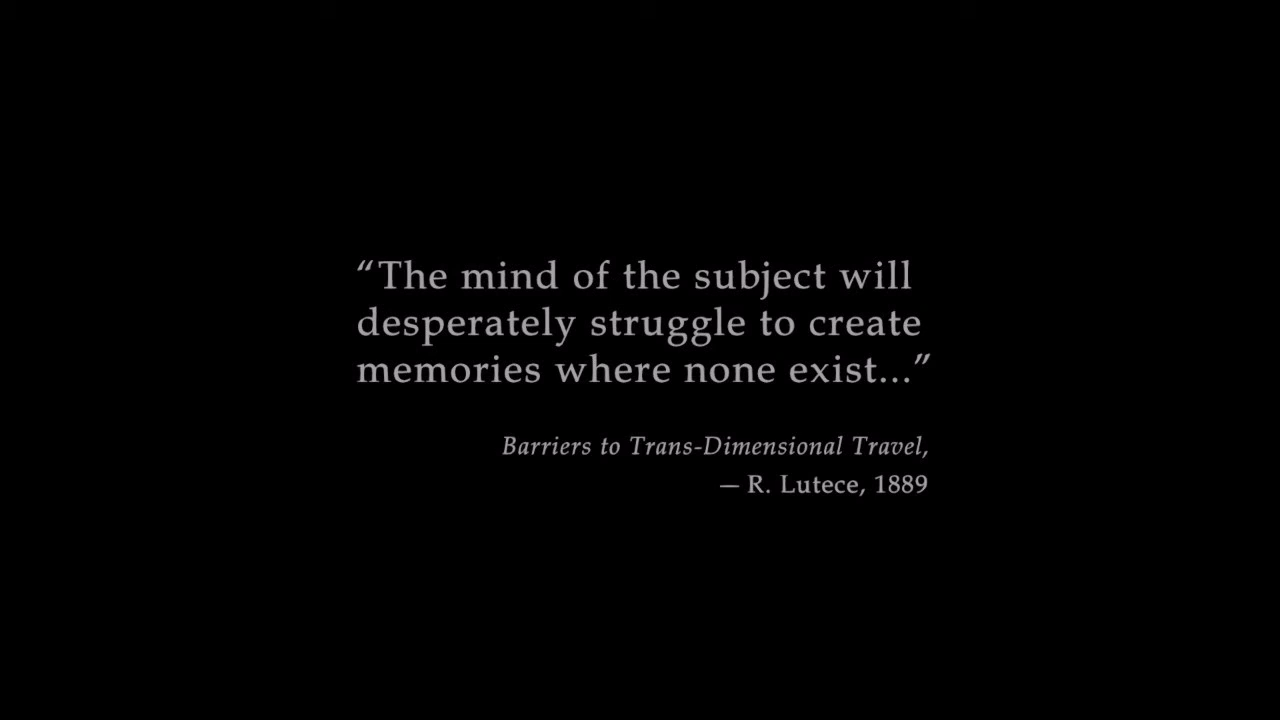 “The mind of the subject will
desperately struggle to create
memories where none exist...”
Barriers to Trans-Dimensional Travel,
— R. Lutece, 1889